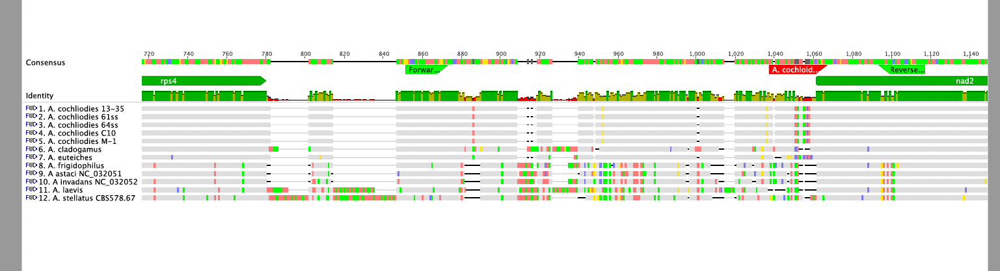 720 740 760 780 800 820 840 860 880 900 920 940 960 980 1,000 1,020 1,040 1,060 1,080 1,100 1,120 1,140
Consensus
Forwar... A. cochloid... Reverse...
rps4 nad2
Identity
FWD 1. A. cochliodies 13-35
FWD 2. A. cochliodies 61ss
FWD 3. A. cochliodies 64ss
FWD 4. A. cochliodies C10
FWD 5. A. cochliodies M-1
FWD 6. A. cladogamus
FWD 7. A. euteiches
FWD 8. A. frigidophilus
FWD 9. A astaci NC_032051
FWD 10. A invadans NC_032052
FWD 11. A. laevis
FWD 12. A. stellatus CBS578.67